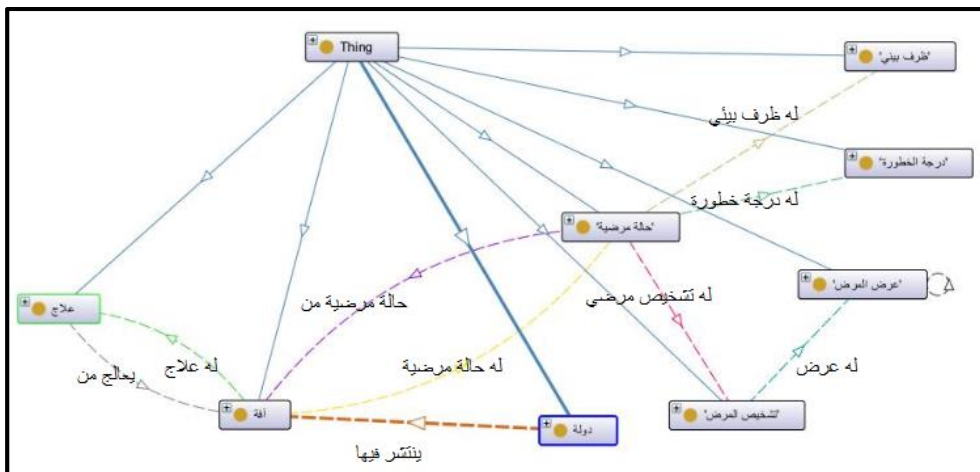 Thing
'ظرف بيئي'
له ظرف بيئي
'درجة الخطورة'
له درجة خطورة
'حالة مرضية'
'عرض المرض'
علاج
حالة مرضية من
له تشخيص مرضي
يعالج من
له علاج
له حالة مرضية
له عرض
آفة
دولة
'تشخيص المرض'
ينتشر فيها